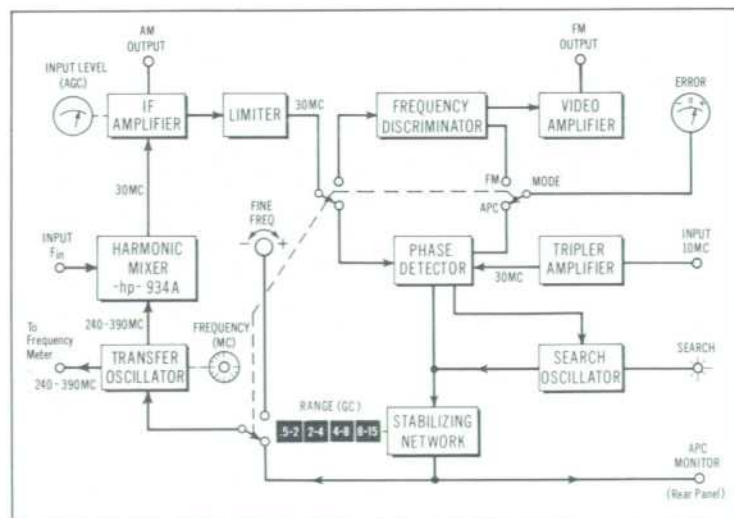 AM
OUTPUT
INPUT LEVEL
(AGC)
IF
AMPLIFIER
LIMITER
30MC
FREQUENCY
DISCRIMINATOR
FM
OUTPUT
VIDEO
AMPLIFIER
ERROR
- 0 +
30MC
FM
MODE
APC
FINE
FREQ
- +
INPUT
Fin
HARMONIC
MIXER
-hp- 934A
PHASE
DETECTOR
30MC
TRIPLER
AMPLIFIER
INPUT
10MC
240-390MC
To
Frequency
Meter
240-390MC
TRANSFER
OSCILLATOR
FREQUENCY
(MC)
SEARCH
OSCILLATOR
SEARCH
RANGE (GC)
.5-2 2-4 4-8 8-15
STABILIZING
NETWORK
APC
MONITOR
(Rear Panel)